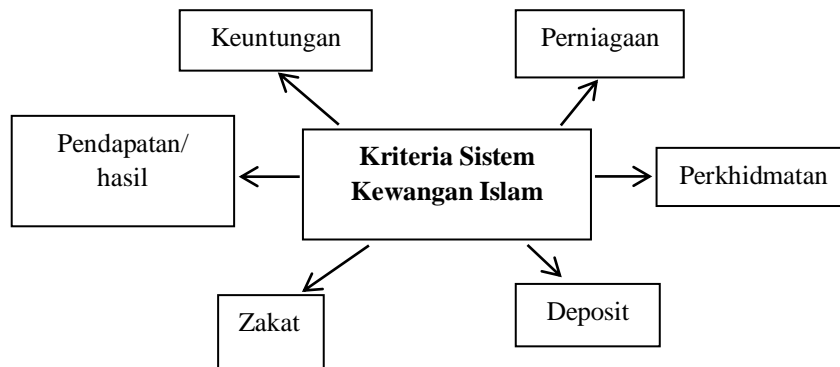 Keuntungan
Perniagaan
Pendapatan/
hasil
Kriteria Sistem
Kewangan Islam
Perkhidmatan
Zakat
Deposit